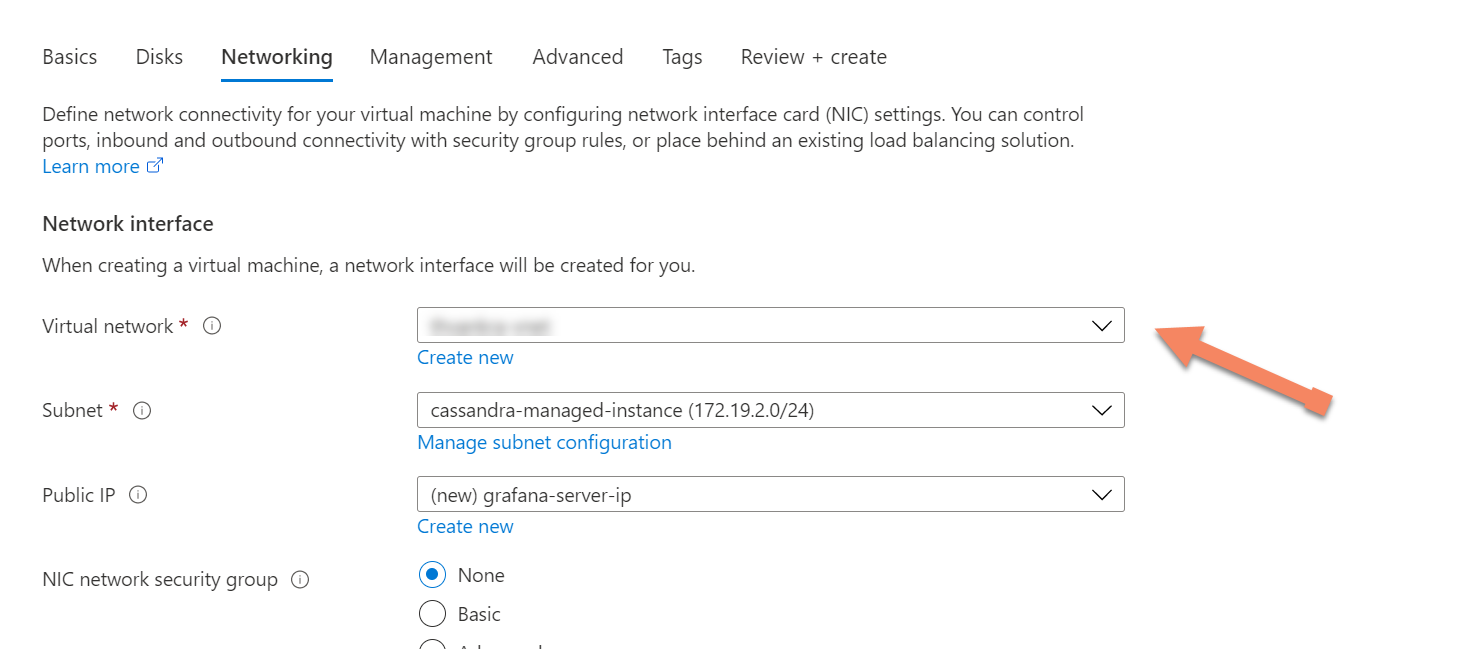 Basics Disks Networking Management Advanced Tags Review + create
Define network connectivity for your virtual machine by configuring network interface card (NIC) settings. You can control
ports, inbound and outbound connectivity with security group rules, or place behind an existing load balancing solution.
Learn more
Network interface
When creating a virtual machine, a network interface will be created for you.
Virtual network *
Create new
Subnet * cassandra-managed-instance (172.19.2.0/24)
Manage subnet configuration
Public IP (new) grafana-server-ip
Create new
NIC network security group None
Basic